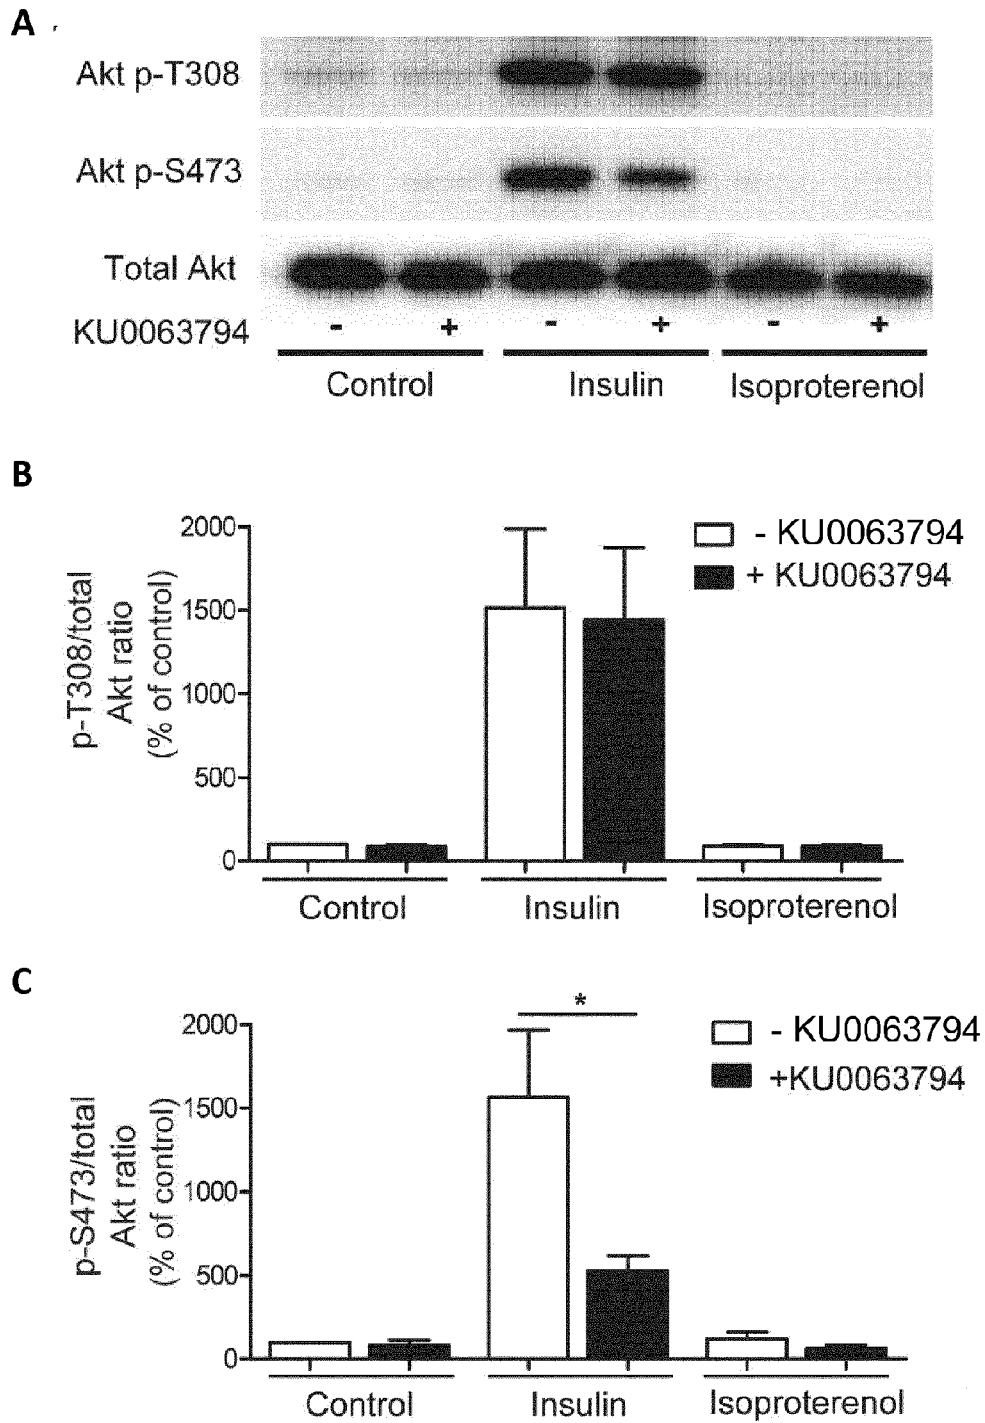 A
Akt p-T308
Akt p-S473
Total Akt
KU0063794 - + - + - +
Control Insulin Isoproterenol
B
p-T308/total
Akt ratio
(% of control)
2000
1500
1000
500
0
- KU0063794
+ KU0063794
Control Insulin Isoproterenol
C
p-S473/total
Akt ratio
(% of control)
2000
1500
1000
500
0
*
- KU0063794
+KU0063794
Control Insulin Isoproterenol